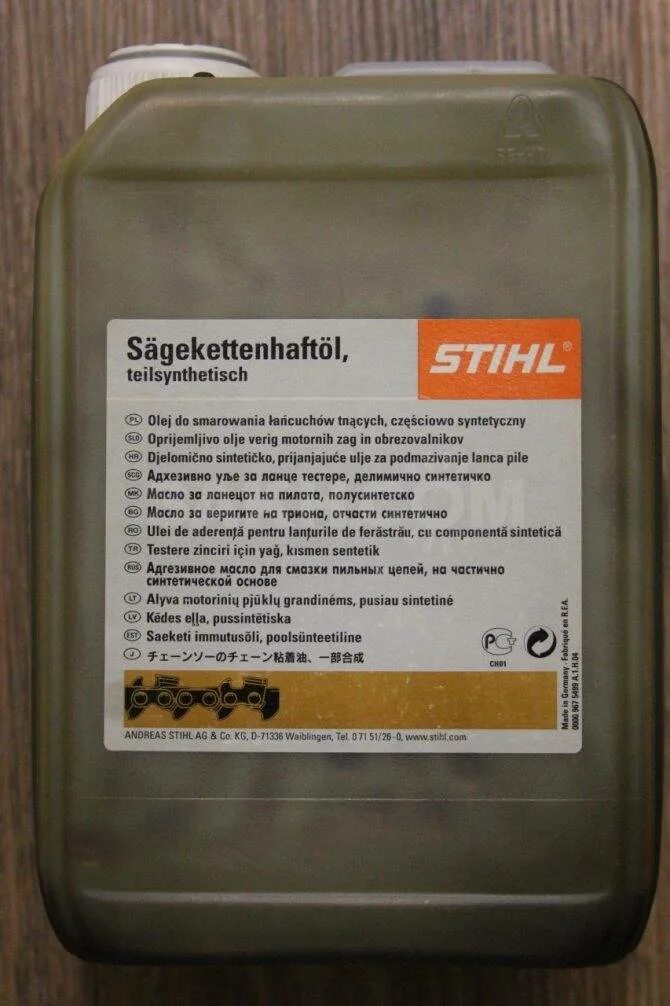 Sägekettenhaftöl,
teilsynthetisch
STIHL®
PL Olej do smarowania łańcuchów tnących, częściowo syntetyczny
SLO Oprijemljivo olje verig motornih zag in obrezovalnikov
HR Djelomično sintetičko, prijanjajuće ulje za podmazivanje lanca pile
SCG Адхезивно уље за ланце тестере, делимично синтетичко
MK Масло за ланецот на пилата, полусинтетско
BG Масло за веригите на триона, отчасти синтетично
RO Ulei de aderență pentru lanțurile de ferăstrău, cu componentă sintetică
TR Testere zinciri için yağ, kısmen sentetik
RUS Адгезивное масло для смазки пильных цепей, на частично
синтетической основе
LT Alyva motorinių pjūklų grandinėms, pusiau sintetinė
LV Ķēdes eļļa, pussintētiska
EST Saeketi immutusõli, poolsünteetiline
J チェーンソーのチェーン粘着油、一部合成
CH01
ANDREAS STIHL AG & Co. KG, D-71336 Waiblingen, Tel. 0 71 51/26-0, www.stihl.com
Made in Germany · Fabriqué en R.F.A.
0000 967 5499 A.1.H.04